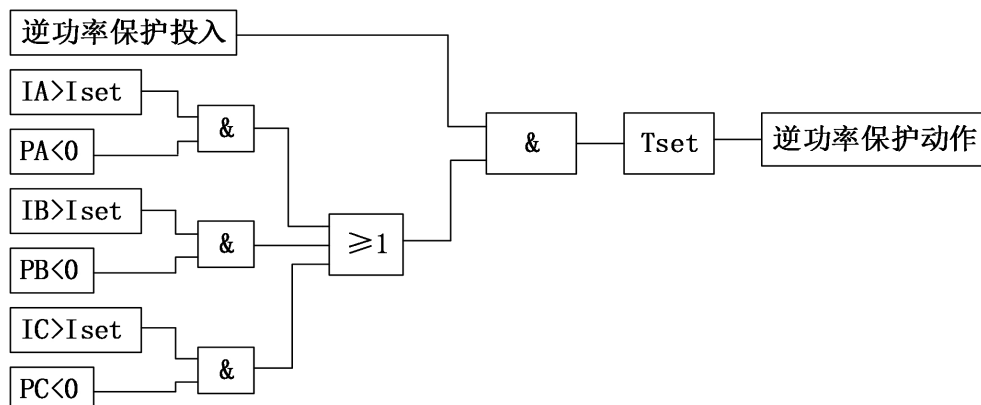 逆功率保护投入
IA>Iset
&
PA<0
&
Tset
逆功率保护动作
IB>Iset
&
≥1
PB<0
IC>Iset
&
PC<0